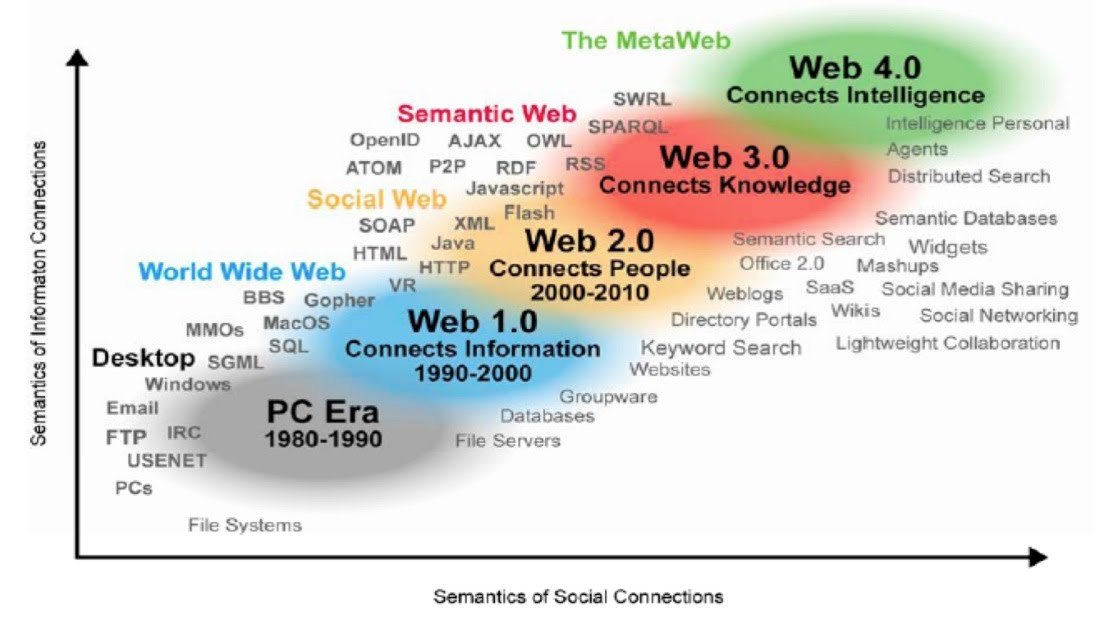 The MetaWeb
Web 4.0
Connects Intelligence
SWRL
Semantic Web
SPARQL
Intelligence Personal
Agents
OpenID AJAX OWL
Web 3.0
Connects Knowledge
ATOM P2P RDF RSS
Distributed Search
Javascript
Social Web
Flash
SOAP XML
Semantic Databases
Web 2.0
Connects People
2000-2010
HTML Java
HTTP
Semantic Search Widgets
Office 2.0 Mashups
World Wide Web
VR
BBS Gopher
Weblogs SaaS Social Media Sharing
Wikis
Directory Portals Social Networking
Web 1.0
Connects Information
1990-2000
MMOs MacOS
SQL
Keyword Search Lightweight Collaboration
Websites
Desktop SGML
Windows
Groupware
Databases
File Servers
PC Era
1980-1990
Email
FTP IRC
USENET
PCs
File Systems
Semantics of Informaton Connections
Semantics of Social Connections